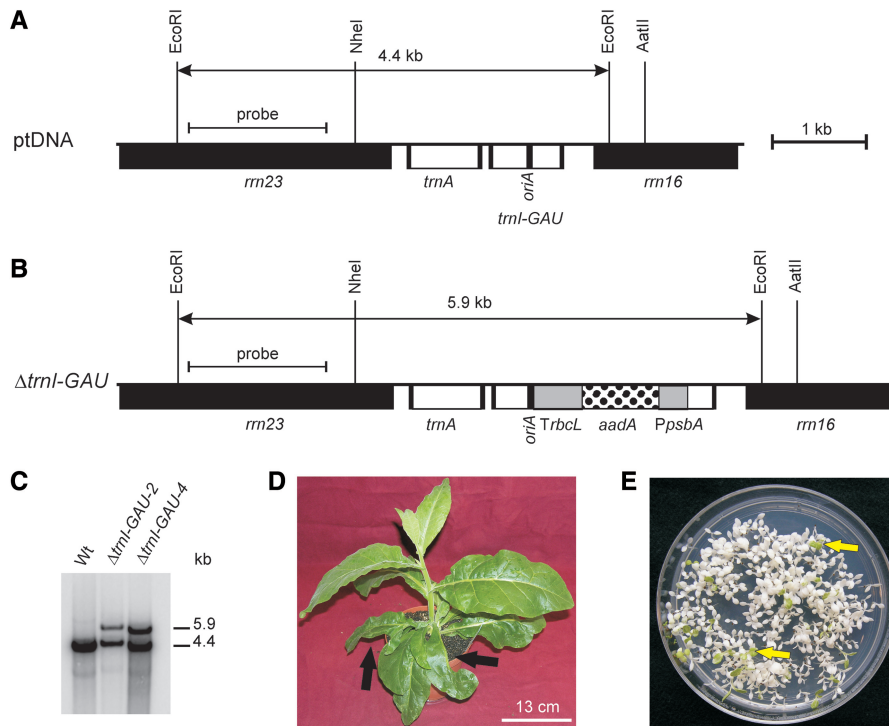 A
EcoRI
NheI
EcoRI
AatII
4.4 kb
probe
1 kb
ptDNA
rrn23
trnA
oriA
rrn16
trnI-GAU
B
EcoRI
NheI
EcoRI
AatII
5.9 kb
probe
ΔtrnI-GAU
rrn23
trnA
oriA
TrbcL
aadA
PpsbA
rrn16
C
Wt
ΔtrnI-GAU-2
ΔtrnI-GAU-4
kb
5.9
4.4
D
13 cm
E